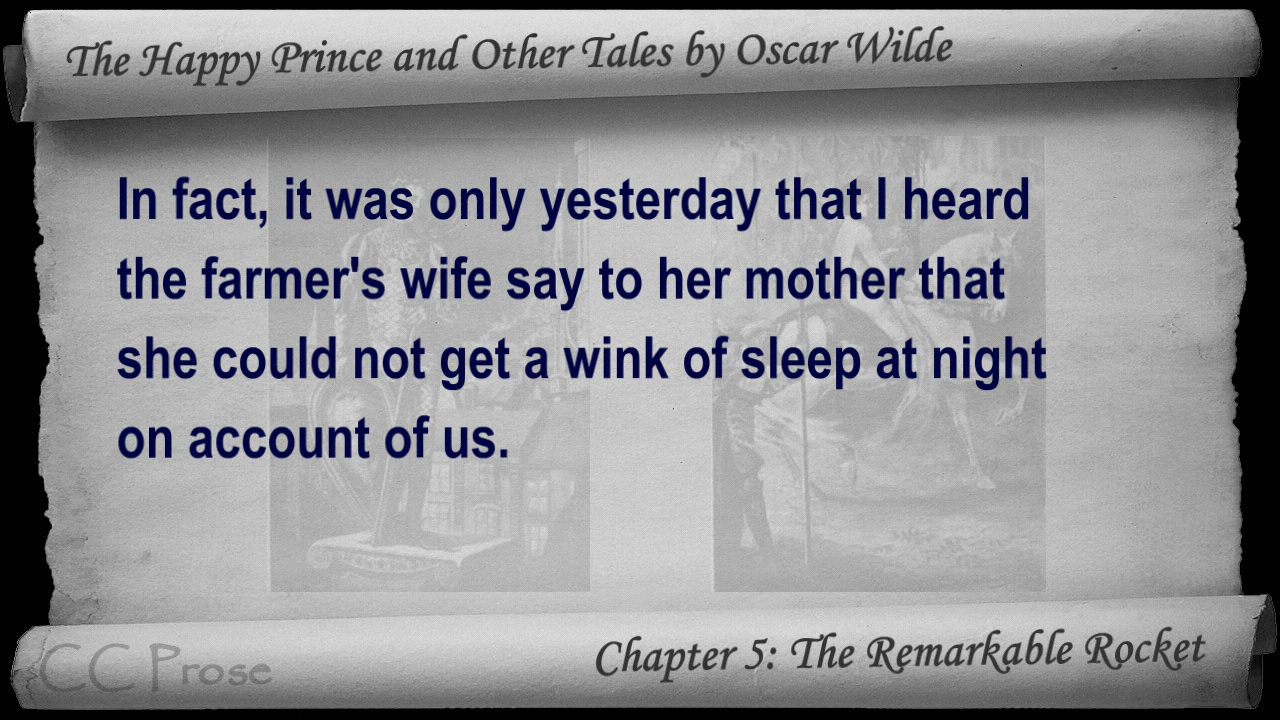 The Happy Prince and Other Tales by Oscar Wilde
In fact, it was only yesterday that I heard
the farmer's wife say to her mother that
she could not get a wink of sleep at night
on account of us.
CC Prose
Chapter 5: The Remarkable Rocket